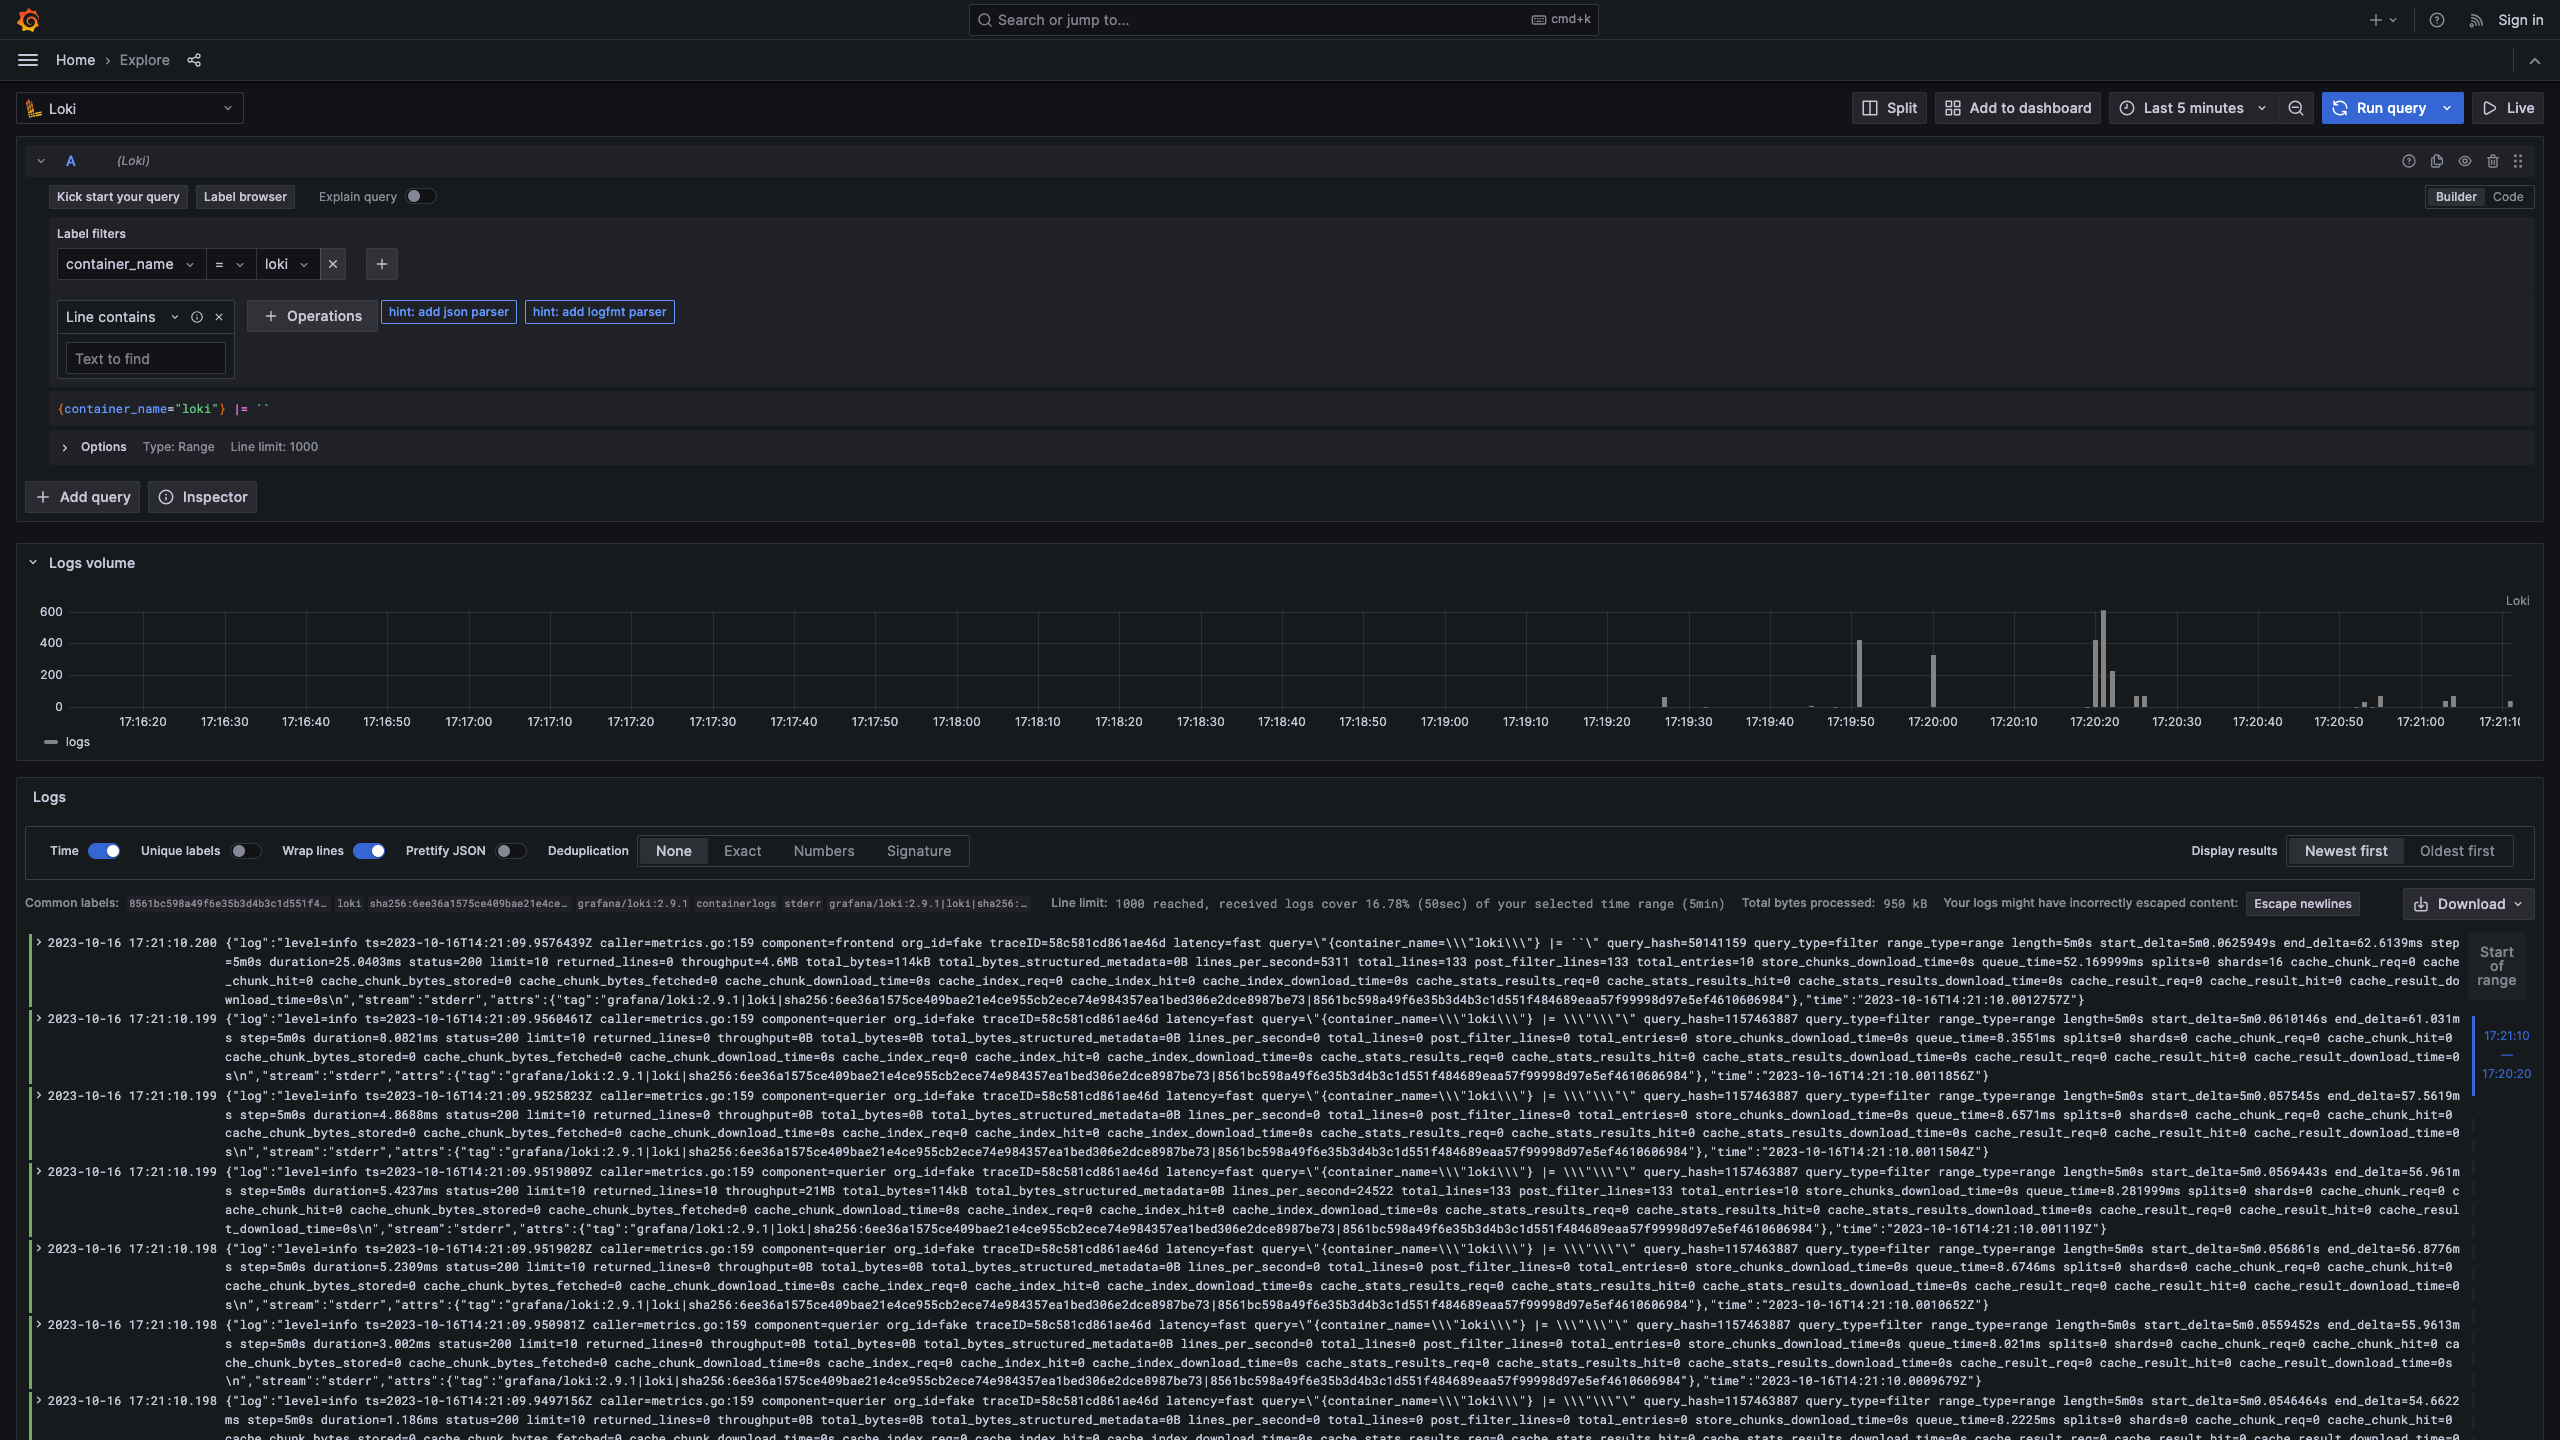 Search or jump to...
cmd+k
Sign in
Home › Explore
Loki
Split
Add to dashboard
Last 5 minutes
Run query
Live
A (Loki)
Kick start your query
Label browser
Explain query
Builder
Code
Label filters
container_name = loki
Line contains
Operations
hint: add json parser
hint: add logfmt parser
Text to find
{container_name="loki"} |= ``
Options Type: Range Line limit: 1000
Add query
Inspector
Logs volume
Loki
600
400
200
0
17:16:20 17:16:30 17:16:40 17:16:50 17:17:00 17:17:10 17:17:20 17:17:30 17:17:40 17:17:50 17:18:00 17:18:10 17:18:20 17:18:30 17:18:40 17:18:50 17:19:00 17:19:10 17:19:20 17:19:30 17:19:40 17:19:50 17:20:00 17:20:10 17:20:20 17:20:30 17:20:40 17:20:50 17:21:00 17:21:10
logs
Logs
Time Unique labels Wrap lines Prettify JSON Deduplication None Exact Numbers Signature
Display results Newest first Oldest first
Common labels: 8561bc598a49f6e35b3d4b3c1d551f4… loki sha256:6ee36a1575ce409bae21e4ce… grafana/loki:2.9.1 containerlogs stderr grafana/loki:2.9.1|loki|sha256:… Line limit: 1000 reached, received logs cover 16.78% (50sec) of your selected time range (5min) Total bytes processed: 950 kB Your logs might have incorrectly escaped content: Escape newlines
Download
2023-10-16 17:21:10.200 {"log":"level=info ts=2023-10-16T14:21:09.9576439Z caller=metrics.go:159 component=frontend org_id=fake traceID=58c581cd861ae46d latency=fast query=\"{container_name=\\\"loki\\\"} |= ``\" query_hash=50141159 query_type=filter range_type=range length=5m0s start_delta=5m0.0625949s end_delta=62.6139ms step
=5m0s duration=25.0403ms status=200 limit=10 returned_lines=0 throughput=4.6MB total_bytes=114kB total_bytes_structured_metadata=0B lines_per_second=5311 total_lines=133 post_filter_lines=133 total_entries=10 store_chunks_download_time=0s queue_time=52.169999ms splits=0 shards=16 cache_chunk_req=0 cache
_chunk_hit=0 cache_chunk_bytes_stored=0 cache_chunk_bytes_fetched=0 cache_chunk_download_time=0s cache_index_req=0 cache_index_hit=0 cache_index_download_time=0s cache_stats_results_req=0 cache_stats_results_hit=0 cache_stats_results_download_time=0s cache_result_req=0 cache_result_hit=0 cache_result_do
wnload_time=0s\n","stream":"stderr","attrs":{"tag":"grafana/loki:2.9.1|loki|sha256:6ee36a1575ce409bae21e4ce955cb2ece74e984357ea1bed306e2dce8987be73|8561bc598a49f6e35b3d4b3c1d551f484689eaa57f99998d97e5ef4610606984"},"time":"2023-10-16T14:21:10.0012757Z"}
2023-10-16 17:21:10.199 {"log":"level=info ts=2023-10-16T14:21:09.9560461Z caller=metrics.go:159 component=querier org_id=fake traceID=58c581cd861ae46d latency=fast query=\"{container_name=\\\"loki\\\"} |= \\\"\\\"\" query_hash=1157463887 query_type=filter range_type=range length=5m0s start_delta=5m0.0610146s end_delta=61.031m
s step=5m0s duration=8.0821ms status=200 limit=10 returned_lines=0 throughput=0B total_bytes=0B total_bytes_structured_metadata=0B lines_per_second=0 total_lines=0 post_filter_lines=0 total_entries=0 store_chunks_download_time=0s queue_time=8.3551ms splits=0 shards=0 cache_chunk_req=0 cache_chunk_hit=0
cache_chunk_bytes_stored=0 cache_chunk_bytes_fetched=0 cache_chunk_download_time=0s cache_index_req=0 cache_index_hit=0 cache_index_download_time=0s cache_stats_results_req=0 cache_stats_results_hit=0 cache_stats_results_download_time=0s cache_result_req=0 cache_result_hit=0 cache_result_download_time=0
s\n","stream":"stderr","attrs":{"tag":"grafana/loki:2.9.1|loki|sha256:6ee36a1575ce409bae21e4ce955cb2ece74e984357ea1bed306e2dce8987be73|8561bc598a49f6e35b3d4b3c1d551f484689eaa57f99998d97e5ef4610606984"},"time":"2023-10-16T14:21:10.0011856Z"}
2023-10-16 17:21:10.199 {"log":"level=info ts=2023-10-16T14:21:09.9525823Z caller=metrics.go:159 component=querier org_id=fake traceID=58c581cd861ae46d latency=fast query=\"{container_name=\\\"loki\\\"} |= \\\"\\\"\" query_hash=1157463887 query_type=filter range_type=range length=5m0s start_delta=5m0.057545s end_delta=57.5619m
s step=5m0s duration=4.8688ms status=200 limit=10 returned_lines=0 throughput=0B total_bytes=0B total_bytes_structured_metadata=0B lines_per_second=0 total_lines=0 post_filter_lines=0 total_entries=0 store_chunks_download_time=0s queue_time=8.6571ms splits=0 shards=0 cache_chunk_req=0 cache_chunk_hit=0
cache_chunk_bytes_stored=0 cache_chunk_bytes_fetched=0 cache_chunk_download_time=0s cache_index_req=0 cache_index_hit=0 cache_index_download_time=0s cache_stats_results_req=0 cache_stats_results_hit=0 cache_stats_results_download_time=0s cache_result_req=0 cache_result_hit=0 cache_result_download_time=0
s\n","stream":"stderr","attrs":{"tag":"grafana/loki:2.9.1|loki|sha256:6ee36a1575ce409bae21e4ce955cb2ece74e984357ea1bed306e2dce8987be73|8561bc598a49f6e35b3d4b3c1d551f484689eaa57f99998d97e5ef4610606984"},"time":"2023-10-16T14:21:10.0011504Z"}
2023-10-16 17:21:10.199 {"log":"level=info ts=2023-10-16T14:21:09.9519809Z caller=metrics.go:159 component=querier org_id=fake traceID=58c581cd861ae46d latency=fast query=\"{container_name=\\\"loki\\\"} |= \\\"\\\"\" query_hash=1157463887 query_type=filter range_type=range length=5m0s start_delta=5m0.0569443s end_delta=56.961m
s step=5m0s duration=5.4237ms status=200 limit=10 returned_lines=10 throughput=21MB total_bytes=114kB total_bytes_structured_metadata=0B lines_per_second=24522 total_lines=133 post_filter_lines=133 total_entries=10 store_chunks_download_time=0s queue_time=8.281999ms splits=0 shards=0 cache_chunk_req=0 c
ache_chunk_hit=0 cache_chunk_bytes_stored=0 cache_chunk_bytes_fetched=0 cache_chunk_download_time=0s cache_index_req=0 cache_index_hit=0 cache_index_download_time=0s cache_stats_results_req=0 cache_stats_results_hit=0 cache_stats_results_download_time=0s cache_result_req=0 cache_result_hit=0 cache_resul
t_download_time=0s\n","stream":"stderr","attrs":{"tag":"grafana/loki:2.9.1|loki|sha256:6ee36a1575ce409bae21e4ce955cb2ece74e984357ea1bed306e2dce8987be73|8561bc598a49f6e35b3d4b3c1d551f484689eaa57f99998d97e5ef4610606984"},"time":"2023-10-16T14:21:10.001119Z"}
2023-10-16 17:21:10.198 {"log":"level=info ts=2023-10-16T14:21:09.9519028Z caller=metrics.go:159 component=querier org_id=fake traceID=58c581cd861ae46d latency=fast query=\"{container_name=\\\"loki\\\"} |= \\\"\\\"\" query_hash=1157463887 query_type=filter range_type=range length=5m0s start_delta=5m0.056861s end_delta=56.8776m
s step=5m0s duration=5.2309ms status=200 limit=10 returned_lines=0 throughput=0B total_bytes=0B total_bytes_structured_metadata=0B lines_per_second=0 total_lines=0 post_filter_lines=0 total_entries=0 store_chunks_download_time=0s queue_time=8.6746ms splits=0 shards=0 cache_chunk_req=0 cache_chunk_hit=0
cache_chunk_bytes_stored=0 cache_chunk_bytes_fetched=0 cache_chunk_download_time=0s cache_index_req=0 cache_index_hit=0 cache_index_download_time=0s cache_stats_results_req=0 cache_stats_results_hit=0 cache_stats_results_download_time=0s cache_result_req=0 cache_result_hit=0 cache_result_download_time=0
s\n","stream":"stderr","attrs":{"tag":"grafana/loki:2.9.1|loki|sha256:6ee36a1575ce409bae21e4ce955cb2ece74e984357ea1bed306e2dce8987be73|8561bc598a49f6e35b3d4b3c1d551f484689eaa57f99998d97e5ef4610606984"},"time":"2023-10-16T14:21:10.0010652Z"}
2023-10-16 17:21:10.198 {"log":"level=info ts=2023-10-16T14:21:09.950981Z caller=metrics.go:159 component=querier org_id=fake traceID=58c581cd861ae46d latency=fast query=\"{container_name=\\\"loki\\\"} |= \\\"\\\"\" query_hash=1157463887 query_type=filter range_type=range length=5m0s start_delta=5m0.0559452s end_delta=55.9613m
s step=5m0s duration=3.002ms status=200 limit=10 returned_lines=0 throughput=0B total_bytes=0B total_bytes_structured_metadata=0B lines_per_second=0 total_lines=0 post_filter_lines=0 total_entries=0 store_chunks_download_time=0s queue_time=8.021ms splits=0 shards=0 cache_chunk_req=0 cache_chunk_hit=0 ca
che_chunk_bytes_stored=0 cache_chunk_bytes_fetched=0 cache_chunk_download_time=0s cache_index_req=0 cache_index_hit=0 cache_index_download_time=0s cache_stats_results_req=0 cache_stats_results_hit=0 cache_stats_results_download_time=0s cache_result_req=0 cache_result_hit=0 cache_result_download_time=0s
\n","stream":"stderr","attrs":{"tag":"grafana/loki:2.9.1|loki|sha256:6ee36a1575ce409bae21e4ce955cb2ece74e984357ea1bed306e2dce8987be73|8561bc598a49f6e35b3d4b3c1d551f484689eaa57f99998d97e5ef4610606984"},"time":"2023-10-16T14:21:10.0009679Z"}
2023-10-16 17:21:10.198 {"log":"level=info ts=2023-10-16T14:21:09.9497156Z caller=metrics.go:159 component=querier org_id=fake traceID=58c581cd861ae46d latency=fast query=\"{container_name=\\\"loki\\\"} |= \\\"\\\"\" query_hash=1157463887 query_type=filter range_type=range length=5m0s start_delta=5m0.0546464s end_delta=54.6622
ms step=5m0s duration=1.186ms status=200 limit=10 returned_lines=0 throughput=0B total_bytes=0B total_bytes_structured_metadata=0B lines_per_second=0 total_lines=0 post_filter_lines=0 total_entries=0 store_chunks_download_time=0s queue_time=8.2225ms splits=0 shards=0 cache_chunk_req=0 cache_chunk_hit=0
Start
of
range
17:21:10
—
17:20:20